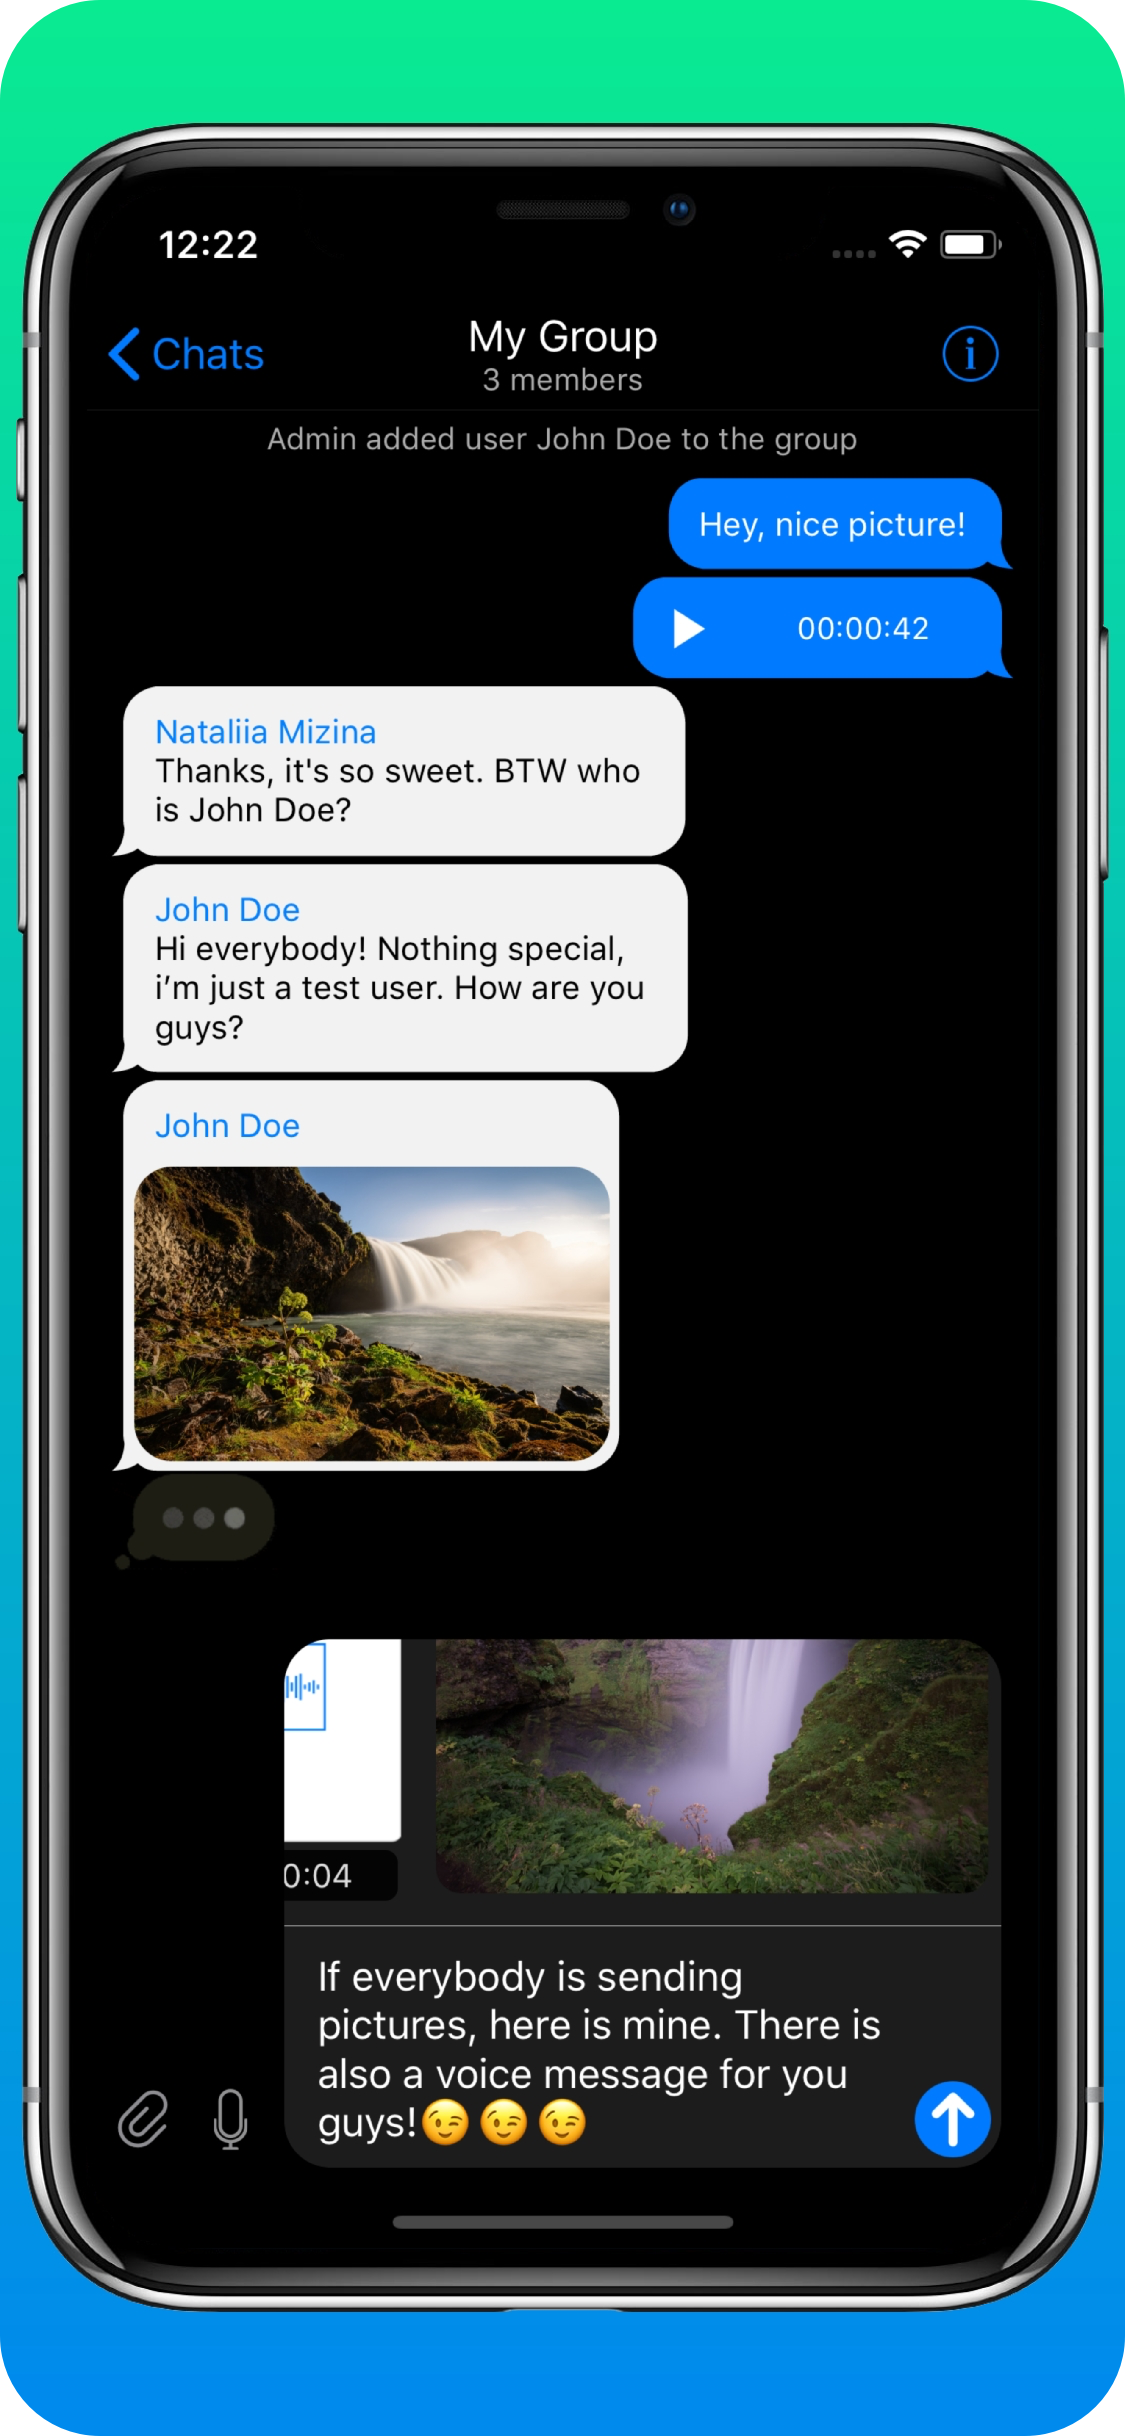 12:22
Chats
My Group
3 members
Admin added user John Doe to the group
Hey, nice picture!
00:00:42
Nataliia Mizina
Thanks, it's so sweet. BTW who
is John Doe?
John Doe
Hi everybody! Nothing special,
i’m just a test user. How are you
guys?
John Doe
0:04
If everybody is sending
pictures, here is mine. There is
also a voice message for you
guys!😉😉😉